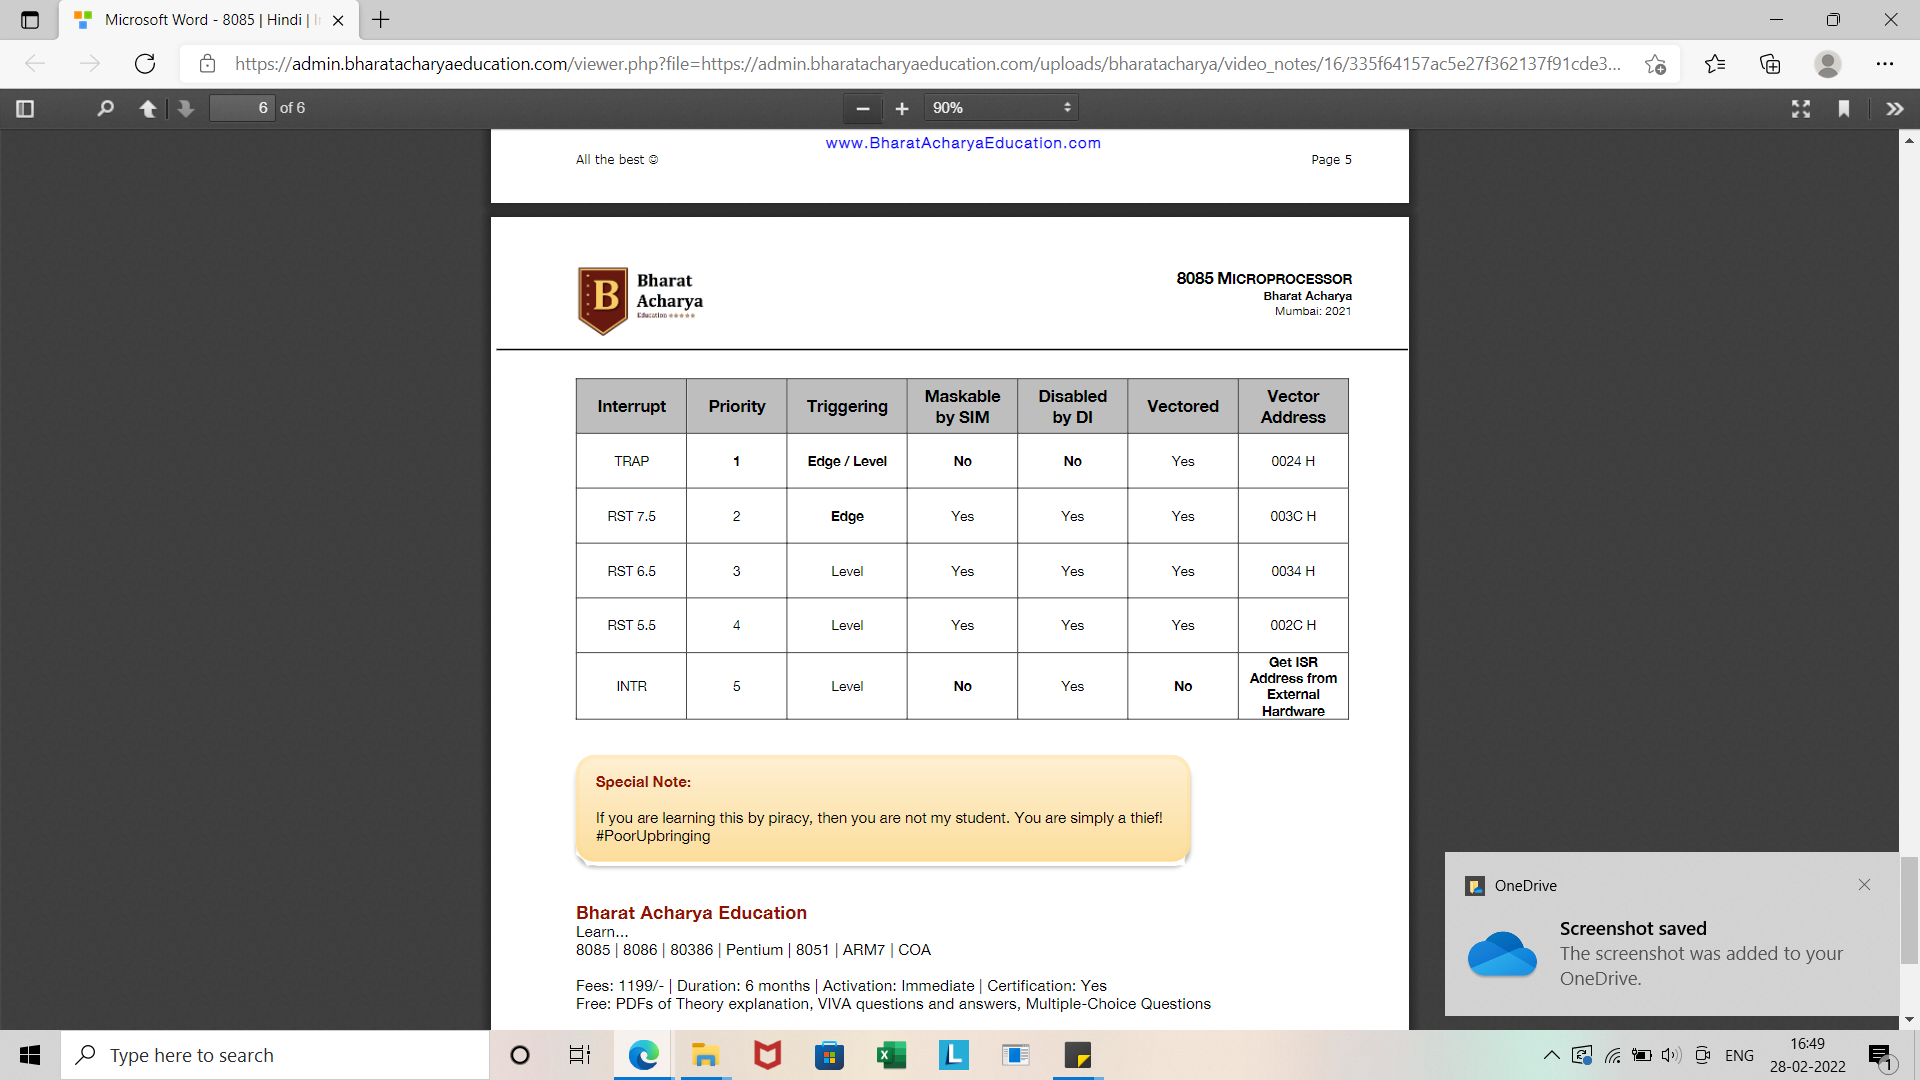 Microsoft Word - 8085 | Hindi |
https://admin.bharatacharyaeducation.com/viewer.php?file=https://admin.bharatacharyaeducation.com/uploads/bharatacharya/video_notes/16/335f64157ac5e27f362137f91cde3...
6 of 6
90%
www.BharatAcharyaEducation.com
All the best ☺ Page 5
B
Bharat
Acharya
Education
8085 MICROPROCESSOR
Bharat Acharya
Mumbai: 2021
Interrupt Priority Triggering Maskable by SIM Disabled by DI Vectored Vector Address
TRAP 1 Edge / Level No No Yes 0024 H
RST 7.5 2 Edge Yes Yes Yes 003C H
RST 6.5 3 Level Yes Yes Yes 0034 H
RST 5.5 4 Level Yes Yes Yes 002C H
INTR 5 Level No Yes No Get ISR Address from External Hardware
Special Note:
If you are learning this by piracy, then you are not my student. You are simply a thief!
#PoorUpbringing
Bharat Acharya Education
Learn...
8085 | 8086 | 80386 | Pentium | 8051 | ARM7 | COA
Fees: 1199/- | Duration: 6 months | Activation: Immediate | Certification: Yes
Free: PDFs of Theory explanation, VIVA questions and answers, Multiple-Choice Questions
OneDrive
Screenshot saved
The screenshot was added to your
OneDrive.
Type here to search
L
ENG
16:49
28-02-2022
1